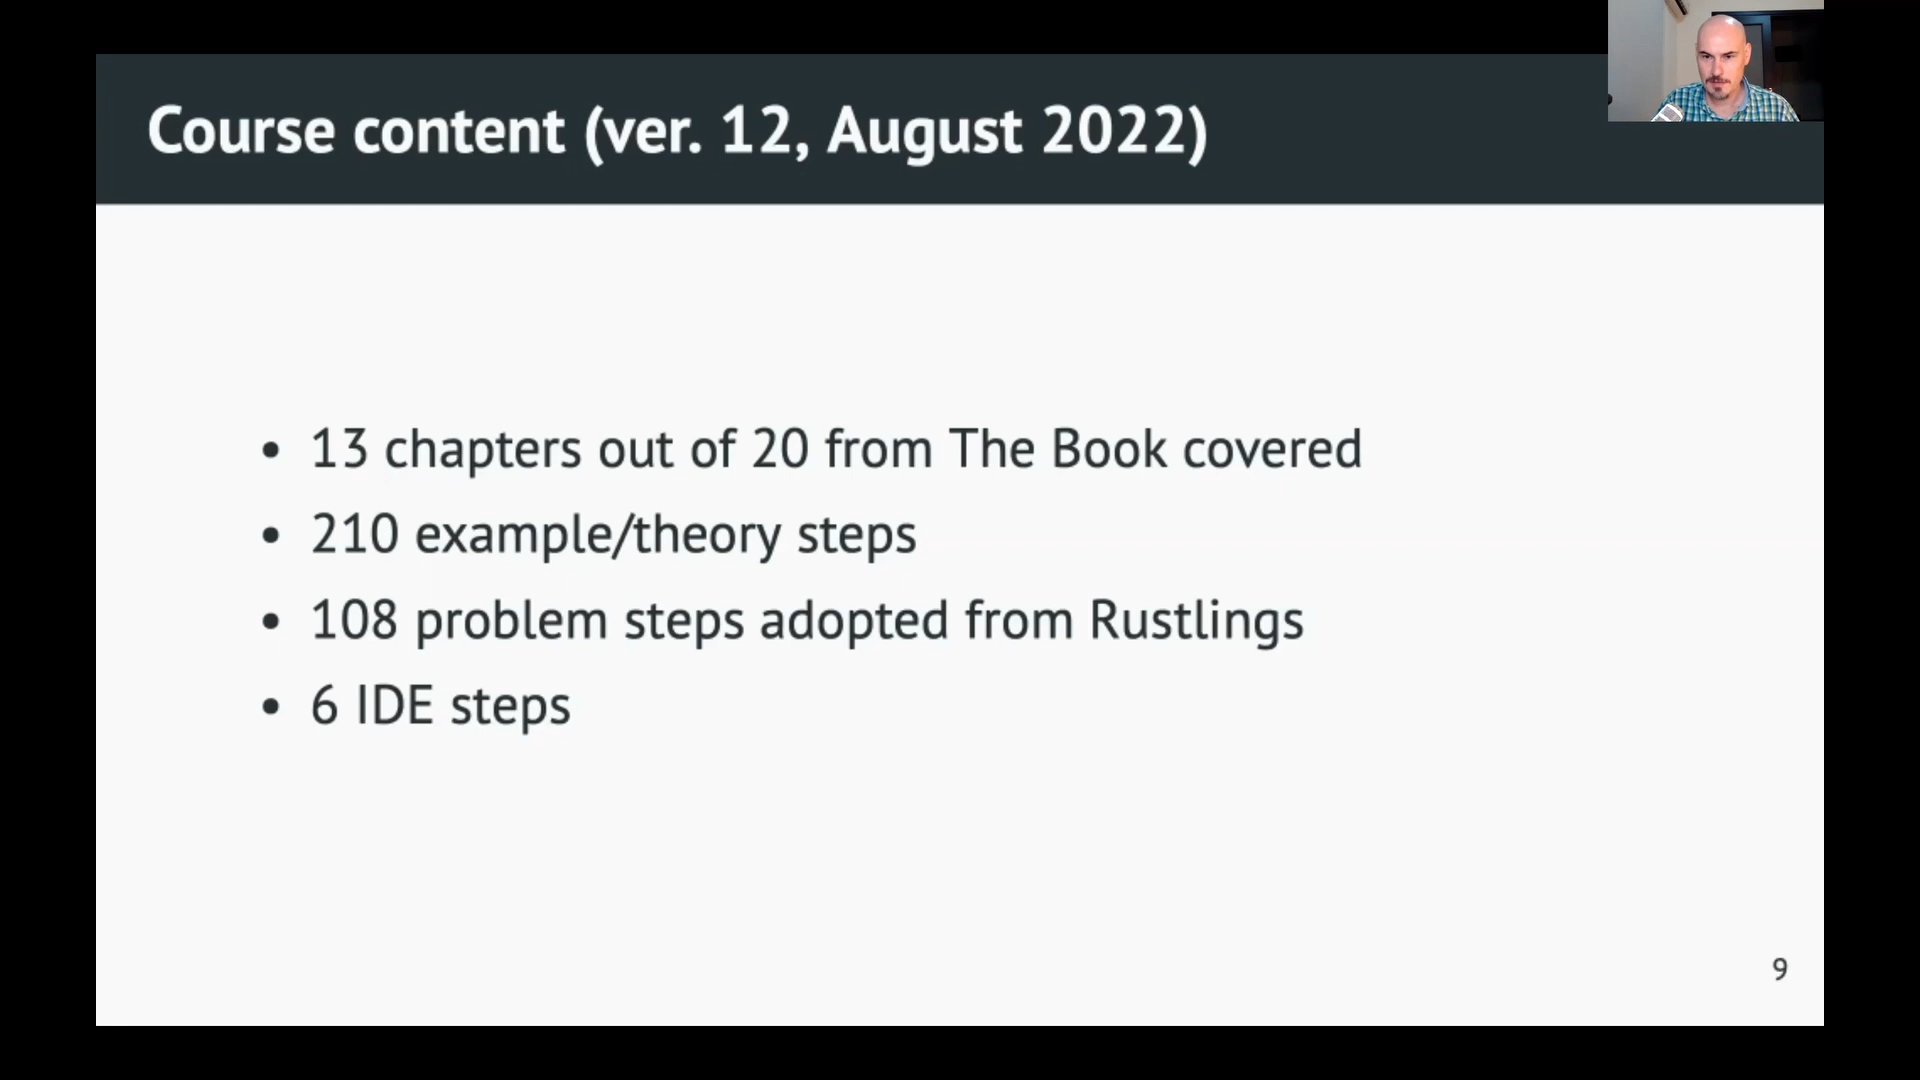 Course content (ver. 12, August 2022)
• 13 chapters out of 20 from The Book covered
• 210 example/theory steps
• 108 problem steps adopted from Rustlings
• 6 IDE steps
9